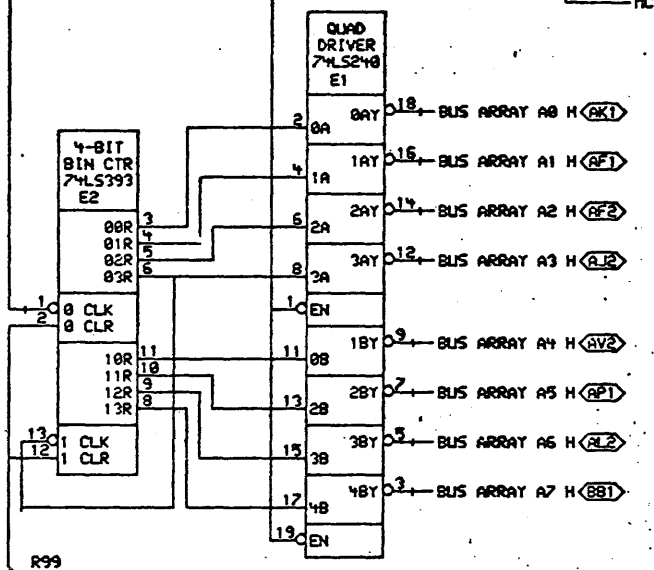 QUAD
DRIVER
74LS240
E1
2 0A 0AY 18 BUS ARRAY A0 H AK1
4 1A 1AY 16 BUS ARRAY A1 H AF1
6 2A 2AY 14 BUS ARRAY A2 H AF2
8 3A 3AY 12 BUS ARRAY A3 H AJ2
1 EN
11 0B 1BY 9 BUS ARRAY A4 H AV2
13 2B 2BY 7 BUS ARRAY A5 H AP1
15 3B 3BY 5 BUS ARRAY A6 H AL2
17 4B 4BY 3 BUS ARRAY A7 H BB1
19 EN
4-BIT
BIN CTR
74LS393
E2
00R 3
01R 4
02R 5
03R 6
1 0 CLK
2 0 CLR
10R 11
11R 10
12R 9
13R 8
13 1 CLK
12 1 CLR
R99